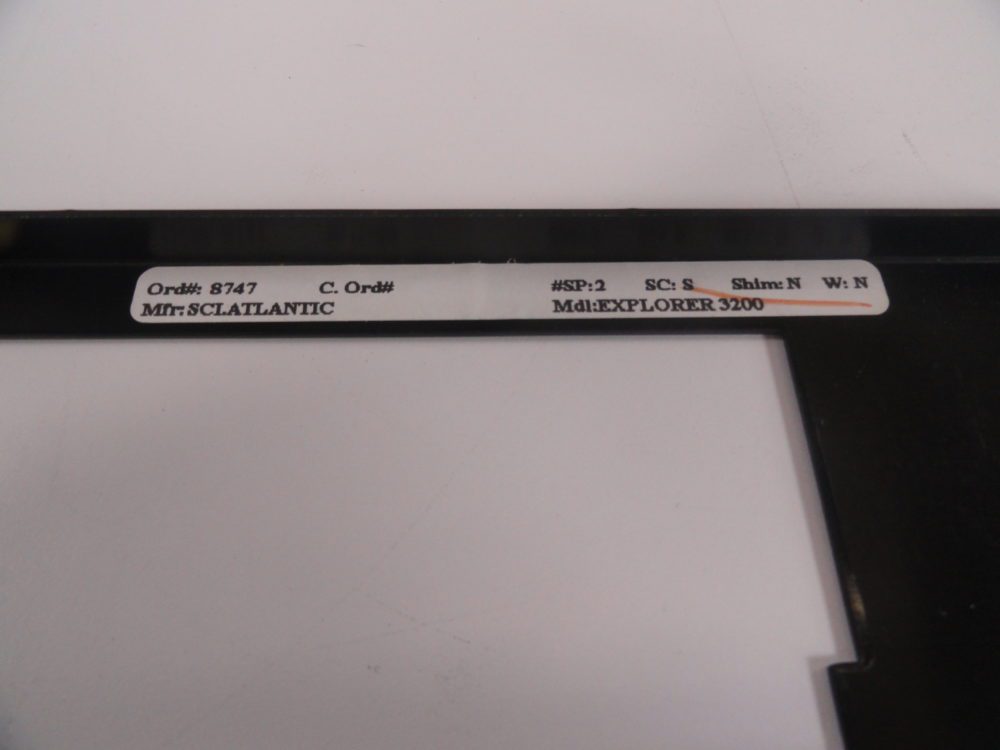 Ord#: 8747 C. Ord# #SP:2 SC: S Shim: N W: N
Mfr: SCLATLANTIC Mdl:EXPLORER 3200